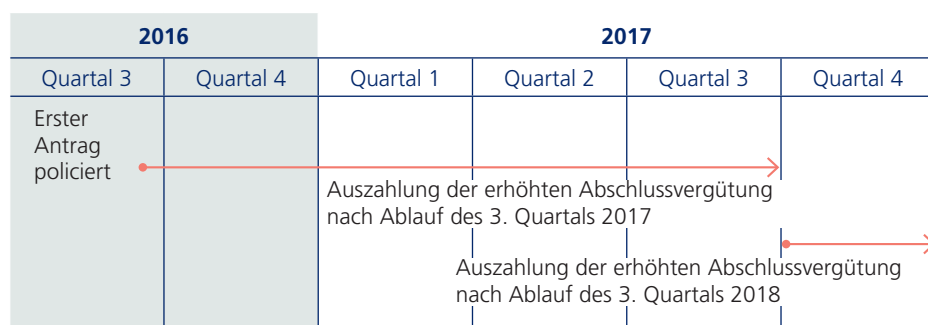 2016 2017
Quartal 3 Quartal 4 Quartal 1 Quartal 2 Quartal 3 Quartal 4
Erster
Antrag
policiert
Auszahlung der erhöhten Abschlussvergütung
nach Ablauf des 3. Quartals 2017
Auszahlung der erhöhten Abschlussvergütung
nach Ablauf des 3. Quartals 2018